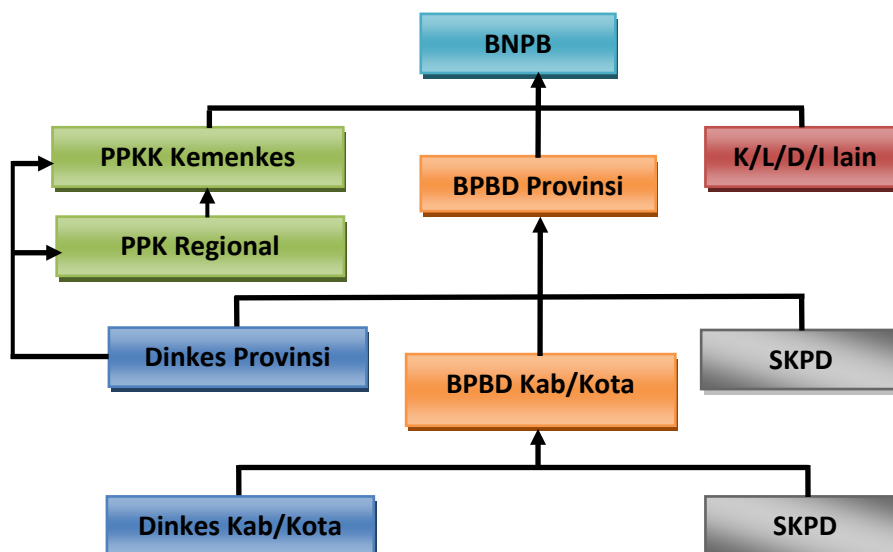 BNPB
PPKK Kemenkes
BPBD Provinsi
K/L/D/I lain
PPK Regional
Dinkes Provinsi
BPBD Kab/Kota
SKPD
Dinkes Kab/Kota
SKPD